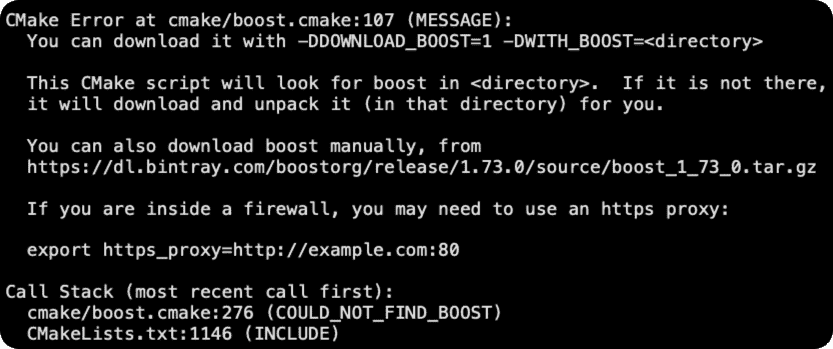 CMake Error at cmake/boost.cmake:107 (MESSAGE):
You can download it with -DDOWNLOAD_BOOST=1 -DWITH_BOOST=<directory>
This CMake script will look for boost in <directory>.  If it is not there,
it will download and unpack it (in that directory) for you.
You can also download boost manually, from
https://dl.bintray.com/boostorg/release/1.73.0/source/boost_1_73_0.tar.gz
If you are inside a firewall, you may need to use an https proxy:
export https_proxy=http://example.com:80
Call Stack (most recent call first):
cmake/boost.cmake:276 (COULD_NOT_FIND_BOOST)
CMakeLists.txt:1146 (INCLUDE)